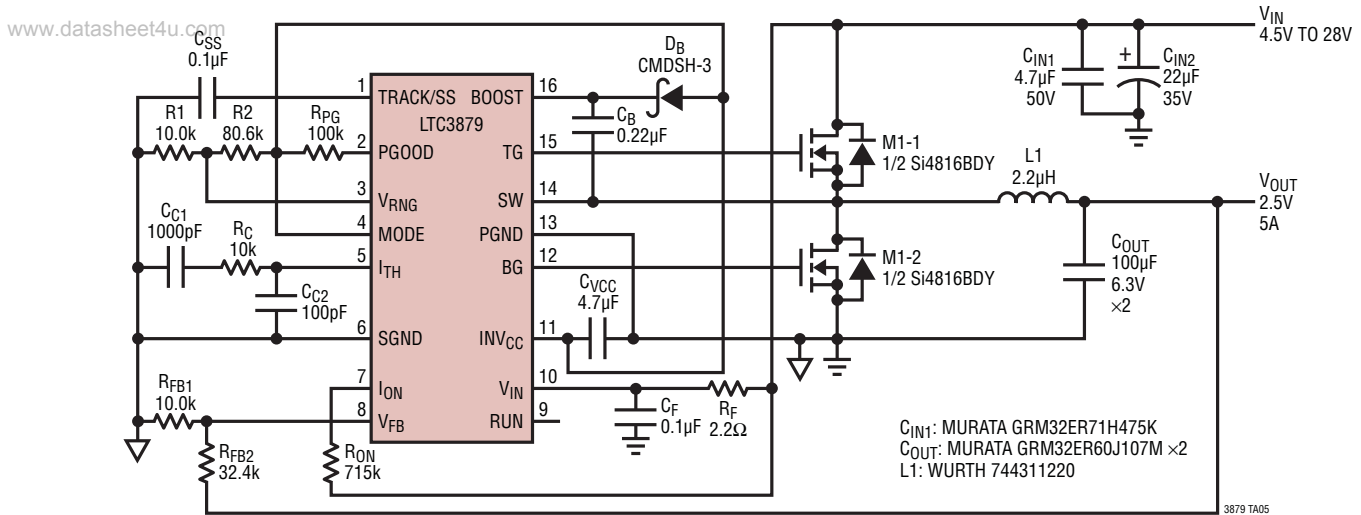 www.datasheet4u.com
CSS
0.1µF
R1
10.0k
R2
80.6k
RPG
100k
CC1
1000pF
RC
10k
CC2
100pF
RFB1
10.0k
RFB2
32.4k
RON
715k
1
2
3
4
5
6
7
8
TRACK/SS
BOOST
LTC3879
PGOOD
TG
VRNG
SW
MODE
PGND
ITH
BG
SGND
INVCC
ION
VIN
VFB
RUN
16
15
14
13
12
11
10
9
DB
CMDSH-3
CB
0.22µF
CVCC
4.7µF
CF
0.1µF
RF
2.2Ω
M1-1
1/2 Si4816BDY
M1-2
1/2 Si4816BDY
L1
2.2µH
CIN1
4.7µF
50V
+
CIN2
22µF
35V
VIN
4.5V TO 28V
VOUT
2.5V
5A
COUT
100µF
6.3V
×2
CIN1: MURATA GRM32ER71H475K
COUT: MURATA GRM32ER60J107M ×2
L1: WURTH 744311220
3879 TA05